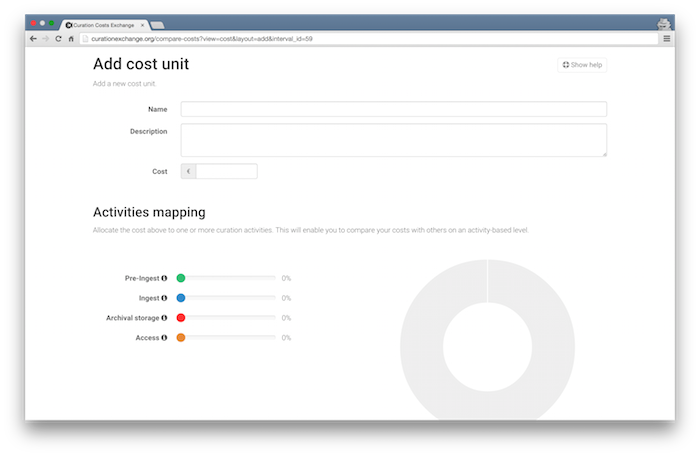 Curation Costs Exchange
curationexchange.org/compare-costs?view=cost&layout=add&interval_id=59
Add cost unit
Show help
Add a new cost unit.
Name
Description
Cost
€
Activities mapping
Allocate the cost above to one or more curation activities. This will enable you to compare your costs with others on an activity-based level.
Pre-Ingest 0%
Ingest 0%
Archival storage 0%
Access 0%